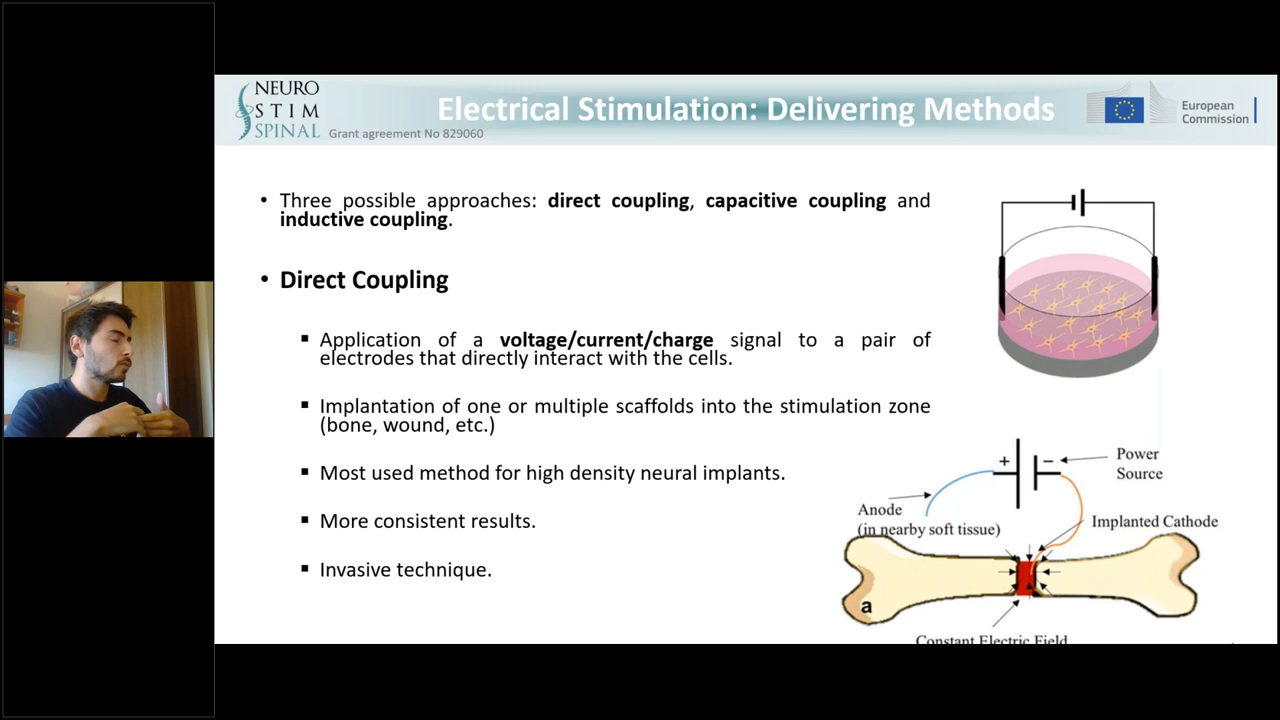 NEURO
STIM
SPINAL
Grant agreement No 829060
Electrical Stimulation: Delivering Methods
European
Commission
• Three possible approaches: direct coupling, capacitive coupling and
inductive coupling.
• Direct Coupling
▪ Application of a voltage/current/charge signal to a pair of
electrodes that directly interact with the cells.
▪ Implantation of one or multiple scaffolds into the stimulation zone
(bone, wound, etc.)
▪ Most used method for high density neural implants.
▪ More consistent results.
▪ Invasive technique.
+
−
Power
Source
Anode
(in nearby soft tissue)
Implanted Cathode
a
Constant Electric Field